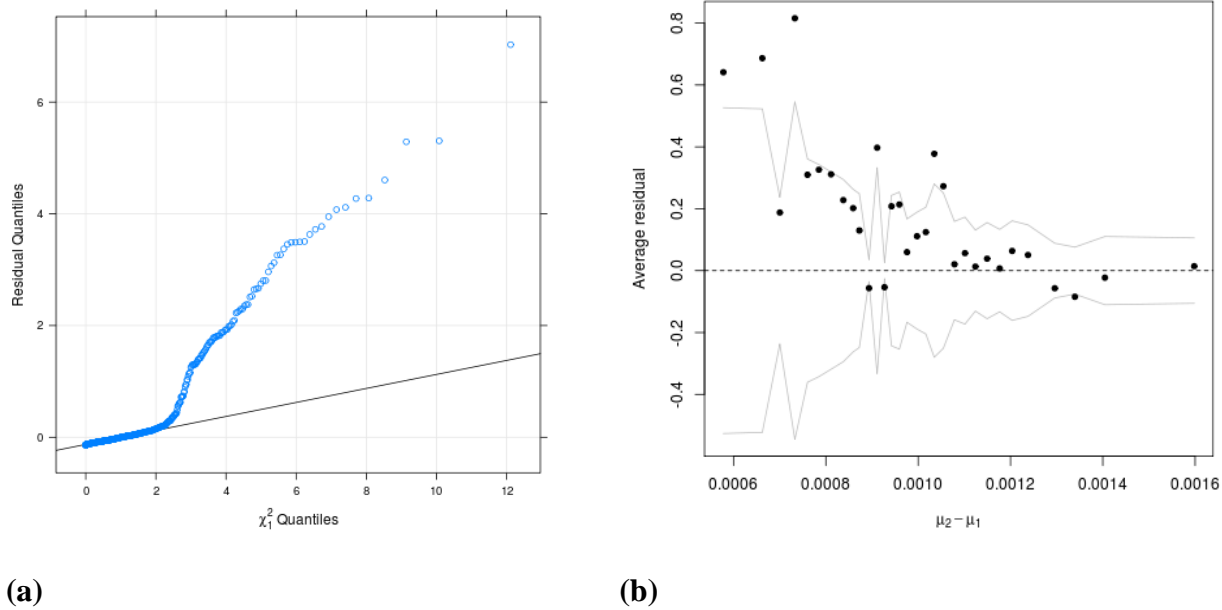 6
4
2
0
Residual Quantiles
0 2 4 6 8 10 12
χ²₁ Quantiles
0.8
0.6
0.4
0.2
0.0
-0.2
-0.4
Average residual
0.0006 0.0008 0.0010 0.0012 0.0014 0.0016
μ₂ − μ₁
(a)
(b)